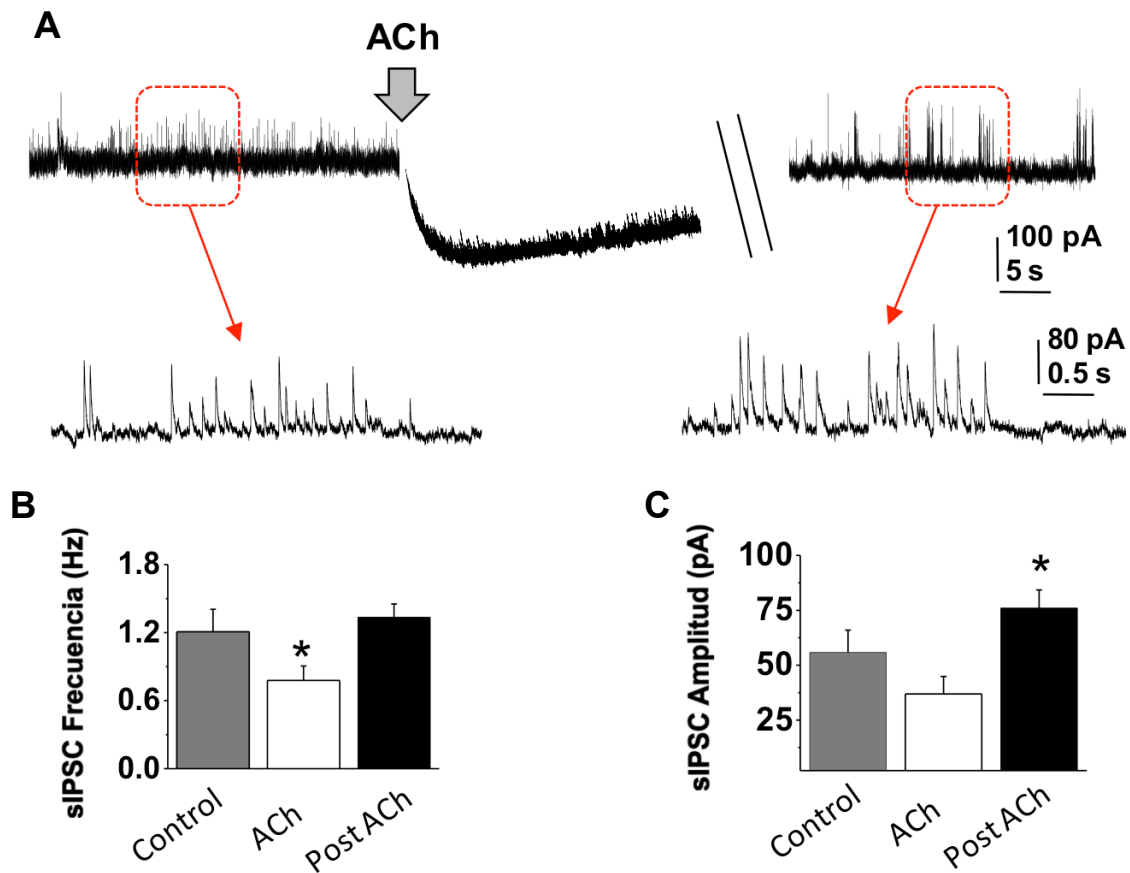 A
ACh
100 pA
5 s
80 pA
0.5 s
B
sIPSC Frecuencia (Hz)
1.8
1.2
0.6
0.0
*
Control
ACh
Post ACh
C
sIPSC Amplitud (pA)
100
75
50
25
*
Control
ACh
Post ACh